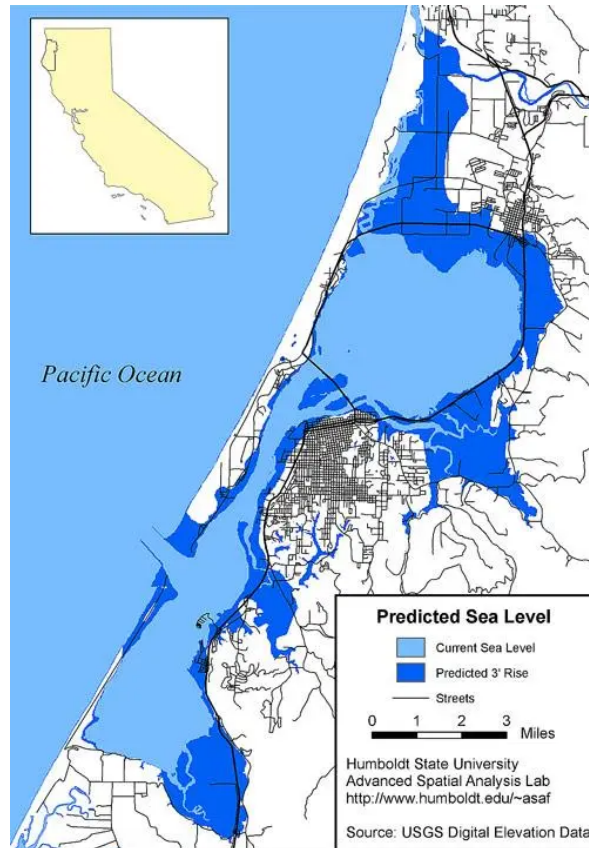 Pacific Ocean
Predicted Sea Level
Current Sea Level
Predicted 3' Rise
Streets
0 1 2 3 Miles
Humboldt State University
Advanced Spatial Analysis Lab
http://www.humboldt.edu/~asaf
Source: USGS Digital Elevation Data